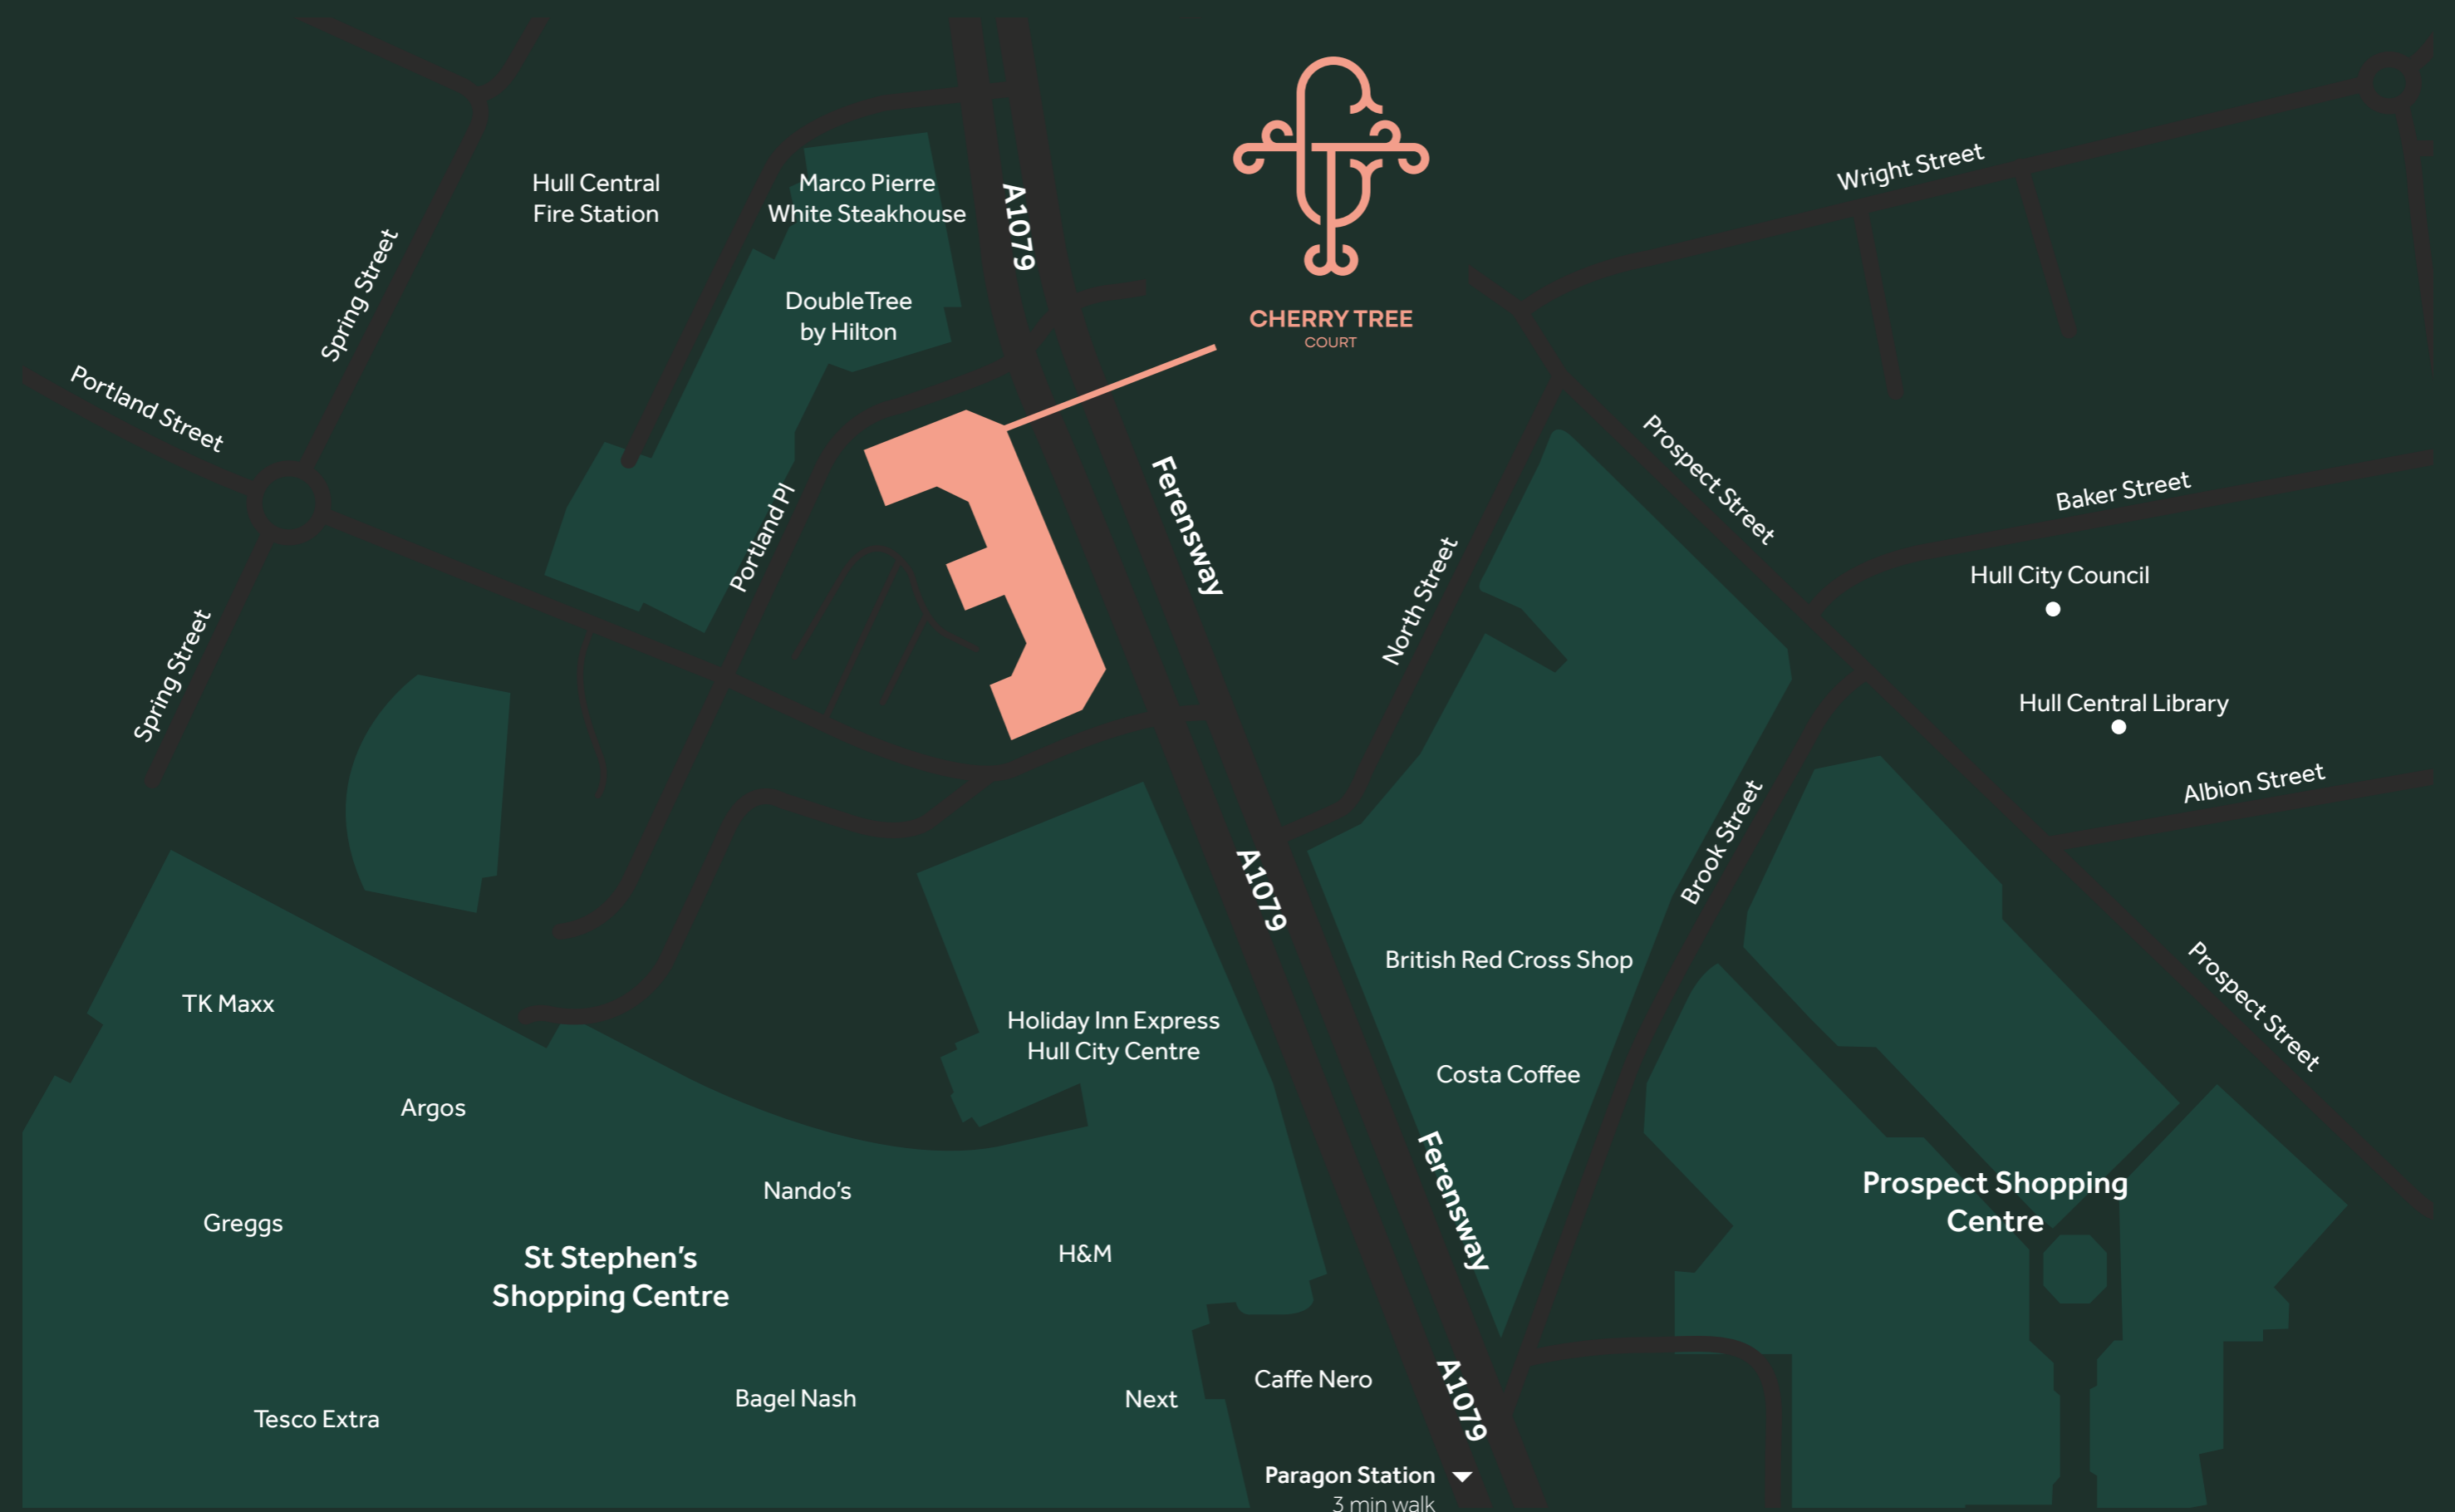 Hull Central
Fire Station
Marco Pierre
White Steakhouse
A1079
Wright Street
Spring Street
DoubleTree
by Hilton
CHERRY TREE
COURT
Portland Street
Prospect Street
Ferensway
Portland Pl
Baker Street
North Street
Hull City Council
Spring Street
Hull Central Library
Albion Street
Brook Street
A1079
British Red Cross Shop
Prospect Street
TK Maxx
Holiday Inn Express
Hull City Centre
Costa Coffee
Argos
Ferensway
Nando’s
Prospect Shopping
Centre
Greggs
H&M
St Stephen’s
Shopping Centre
Caffe Nero
A1079
Bagel Nash
Next
Tesco Extra
Paragon Station
3 min walk